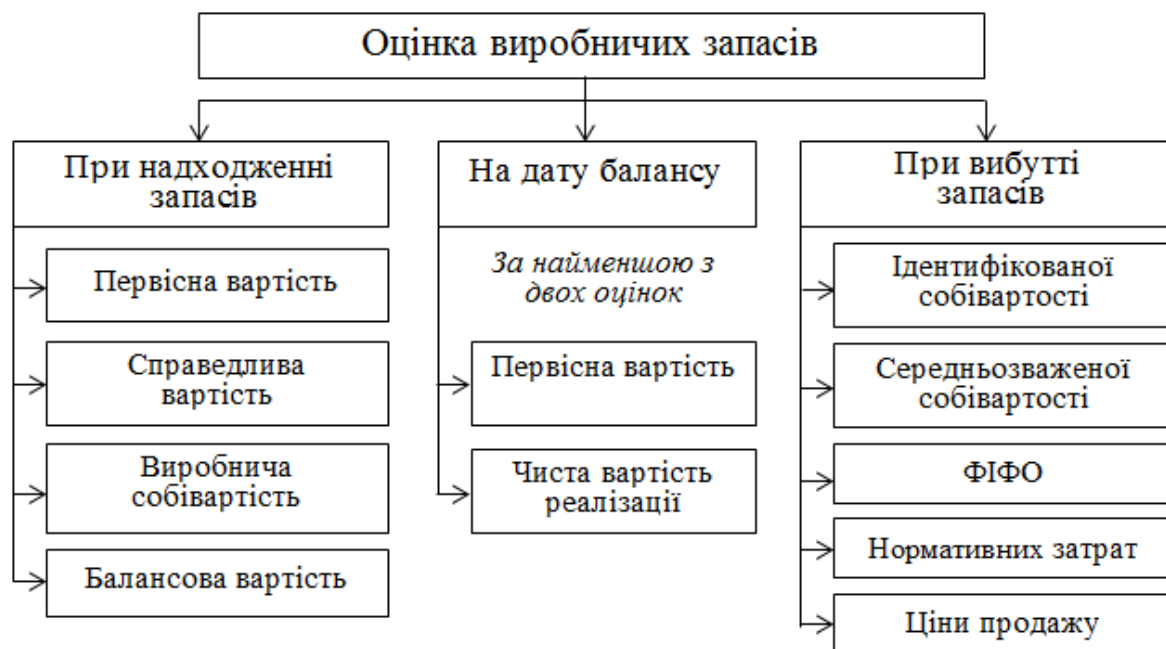 Оцінка виробничих запасів
При надходженні
запасів
Первісна вартість
Справедлива
вартість
Виробнича
собівартість
Балансова вартість
На дату балансу
За найменшою з
двох оцінок
Первісна вартість
Чиста вартість
реалізації
При вибутті
запасів
Ідентифікованої
собівартості
Середньозваженої
собівартості
ФІФО
Нормативних затрат
Ціни продажу